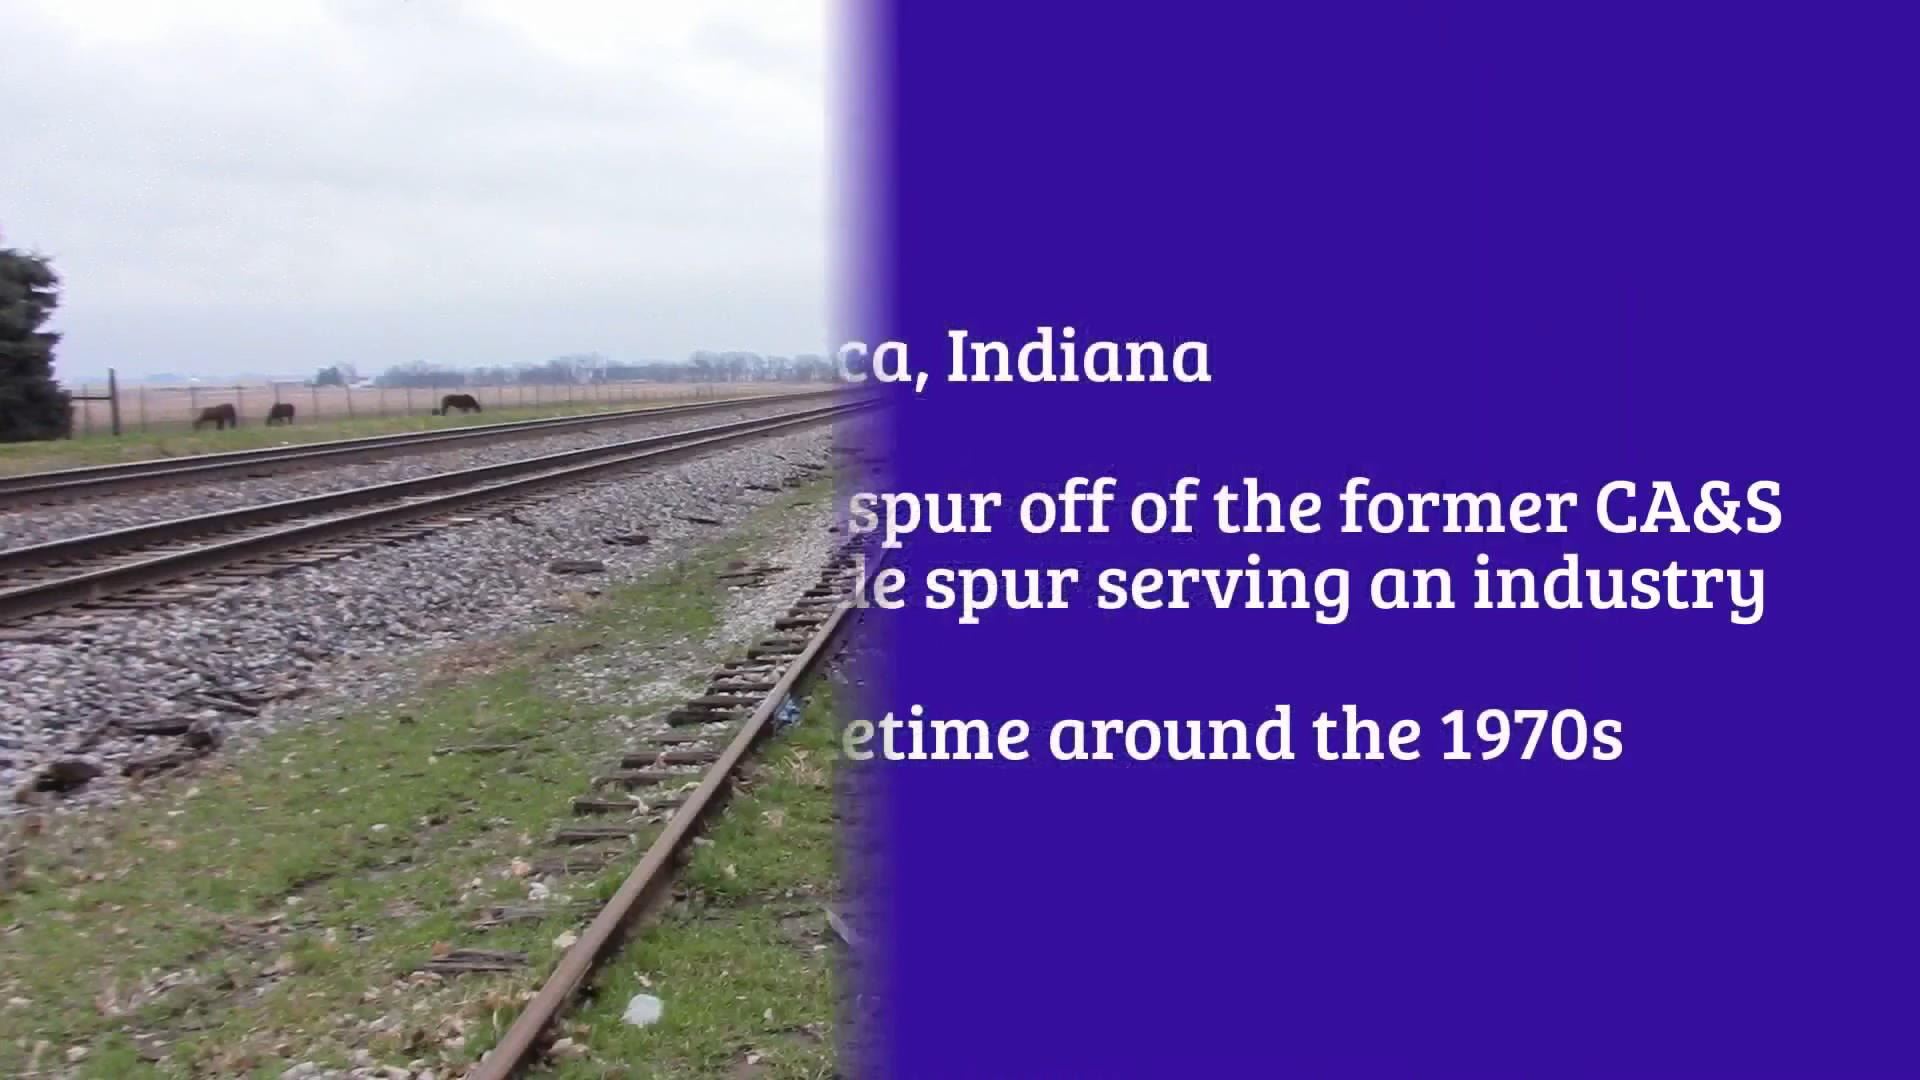 ca, Indiana
spur off of the former CA&S
le spur serving an industry
etime around the 1970s